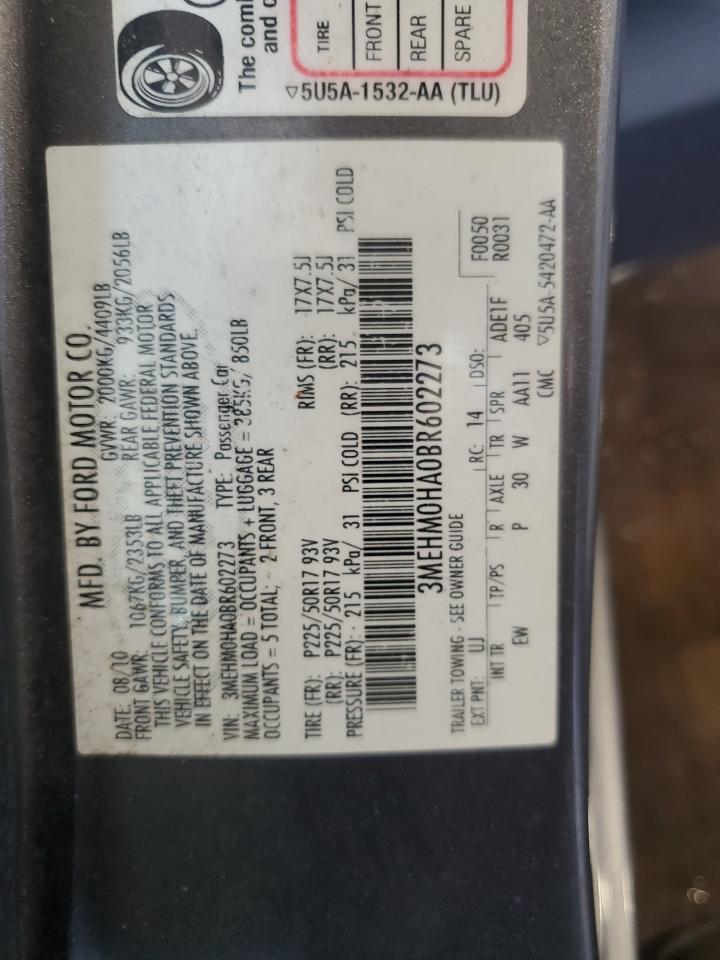 The comb
and c
TIRE
FRONT
REAR
SPARE
▽5U5A-1532-AA (TLU)
MFD. BY FORD MOTOR CO.
DATE: 08/10 GVWR: 2000KG/4409LB
FRONT GAWR: 1067KG/2353LB REAR GAWR: 933KG/2056LB
THIS VEHICLE CONFORMS TO ALL APPLICABLE FEDERAL MOTOR
VEHICLE SAFETY, BUMPER, AND THEFT PREVENTION STANDARDS
IN EFFECT ON THE DATE OF MANUFACTURE SHOWN ABOVE.
VIN: 3MEHM0HA0BR602273 TYPE: Passenger Car
MAXIMUM LOAD = OCCUPANTS + LUGGAGE = 385KG/ 850LB
OCCUPANTS = 5 TOTAL; 2 FRONT, 3 REAR
TIRE (FR): P225/50R17 93V RIMS (FR): 17X7.5J
(RR): P225/50R17 93V (RR): 17X7.5J
PRESSURE (FR): 215 kPa/ 31 PSI COLD (RR): 215 kPa/ 31 PSI COLD
3MEHM0HA0BR602273
TRAILER TOWING - SEE OWNER GUIDE F0050
EXT PNT: UJ RC: 14 DSO: R0031
INT TR TP/PS R AXLE TR SPR ADE1F
EW P 30 W AA11 405
CMC ▽5U5A-5420472-AA